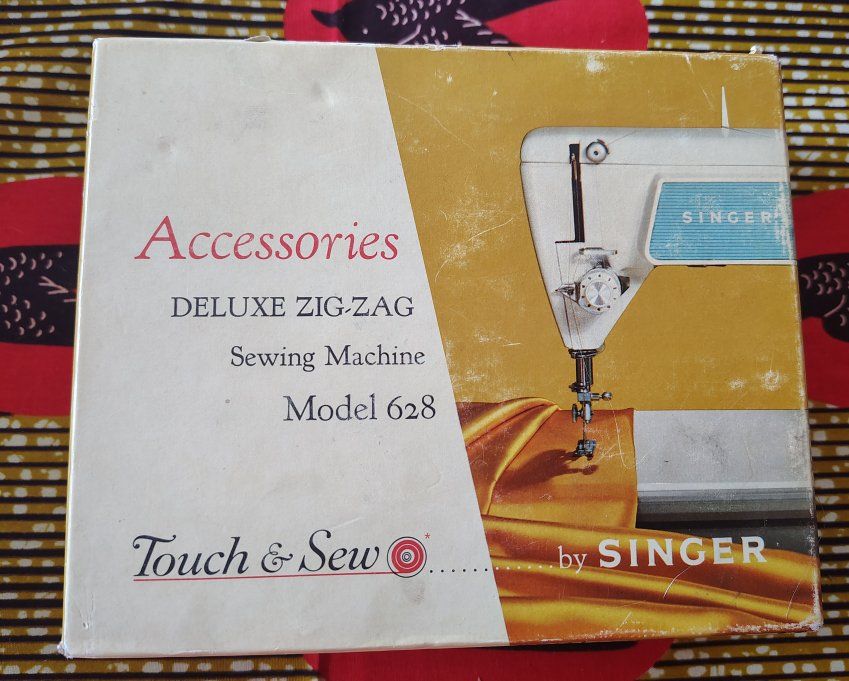 Accessories
DELUXE ZIG-ZAG
Sewing Machine
Model 628
SINGER
Touch & Sew*............by SINGER